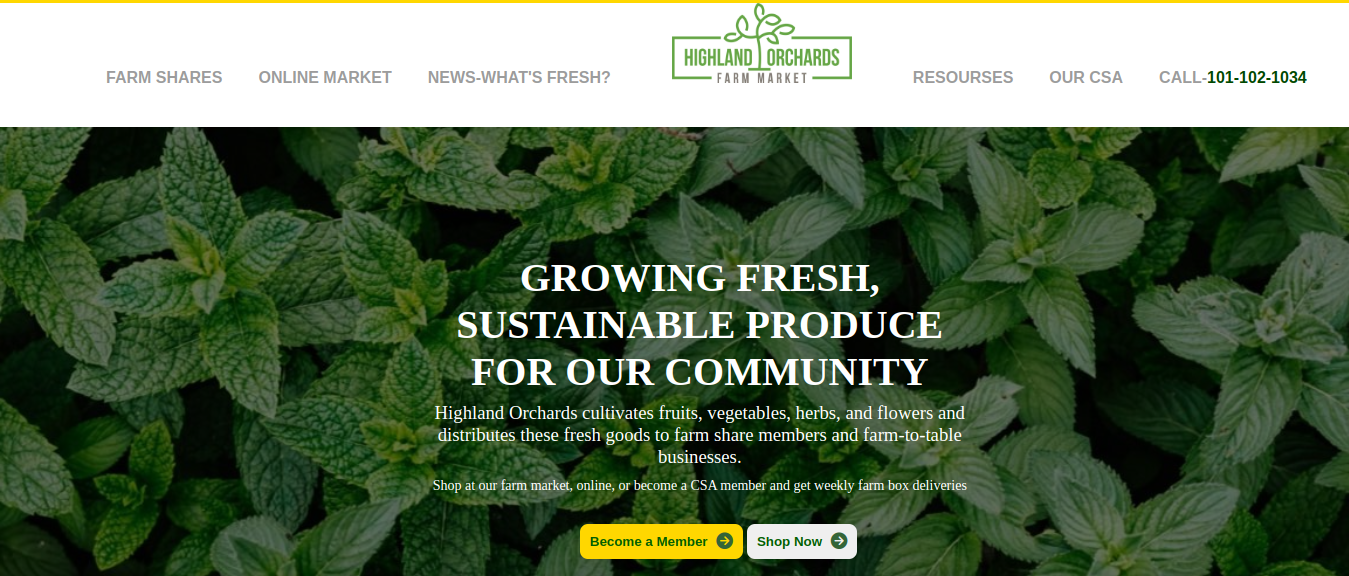 FARM SHARES
ONLINE MARKET
NEWS-WHAT'S FRESH?
HIGHLAND ORCHARDS
FARM MARKET
RESOURSES
OUR CSA
CALL-101-102-1034
GROWING FRESH,
SUSTAINABLE PRODUCE
FOR OUR COMMUNITY
Highland Orchards cultivates fruits, vegetables, herbs, and flowers and
distributes these fresh goods to farm share members and farm-to-table
businesses.
Shop at our farm market, online, or become a CSA member and get weekly farm box deliveries
Become a Member
Shop Now